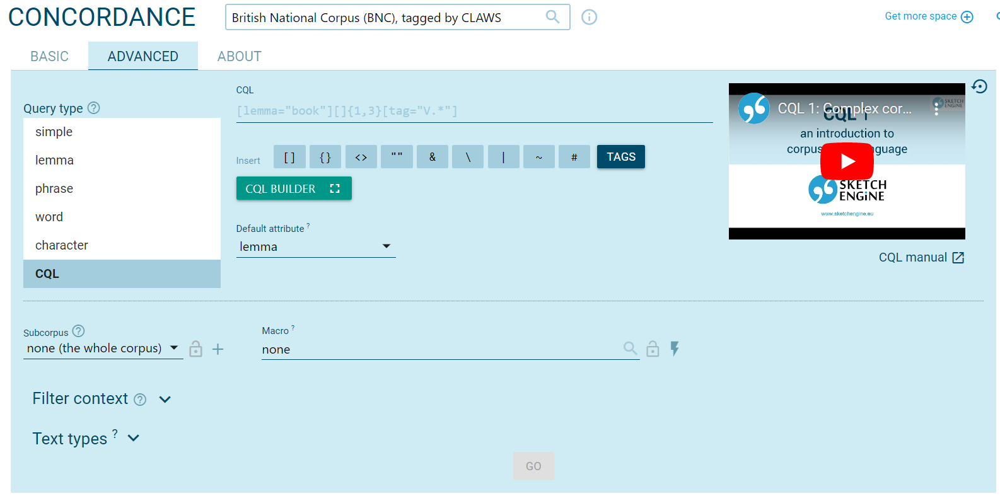 CONCORDANCE
British National Corpus (BNC), tagged by CLAWS
Get more space
BASIC
ADVANCED
ABOUT
Query type ?
simple
lemma
phrase
word
character
CQL
CQL
[lemma="book"][]{1,3}[tag="V.*"]
Insert
[]
{}
<>
""
&
\
|
~
#
TAGS
CQL BUILDER
Default attribute ?
lemma
CQL 1: Complex cor...
SKETCH
ENGINE
CQL 1
an introduction to
SKETCH
ENGINE
www.sketchengine.eu
CQL manual
Subcorpus ?
none (the whole corpus)
Macro ?
none
Filter context ?
Text types ?
GO